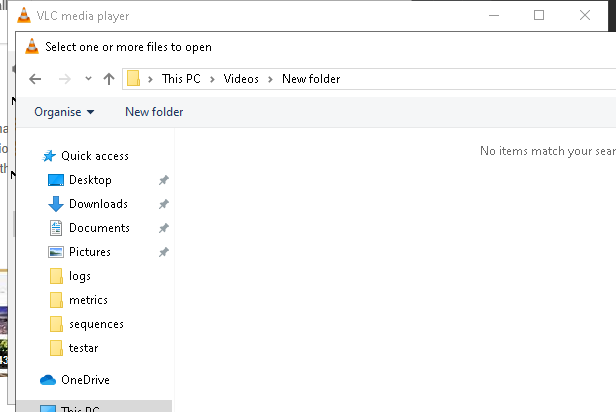 VLC media player
Select one or more files to open
This PC > Videos > New folder
Organise New folder
No items match your sear
Quick access
Desktop
Downloads
Documents
Pictures
logs
metrics
sequences
testar
OneDrive
This PC